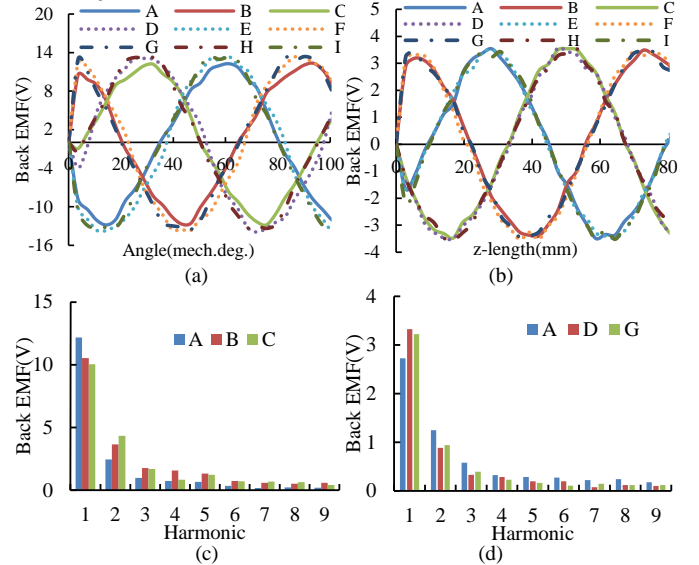 A B C
D E F
G H I
20
14
8
2
-4
-10
-16
0 20 40 60 80 100
Back EMF(V)
Angle(mech.deg.)
(a)
A B C
D E F
G H I
5
4
3
2
1
0
-1
-2
-3
-4
0 20 40 60 80
Back EMF(V)
z-length(mm)
(b)
A B C
15
10
5
0
1 2 3 4 5 6 7 8 9
Back EMF(V)
Harmonic
(c)
A D G
4
3
2
1
0
1 2 3 4 5 6 7 8 9
Back EMF(V)
Harmonic
(d)